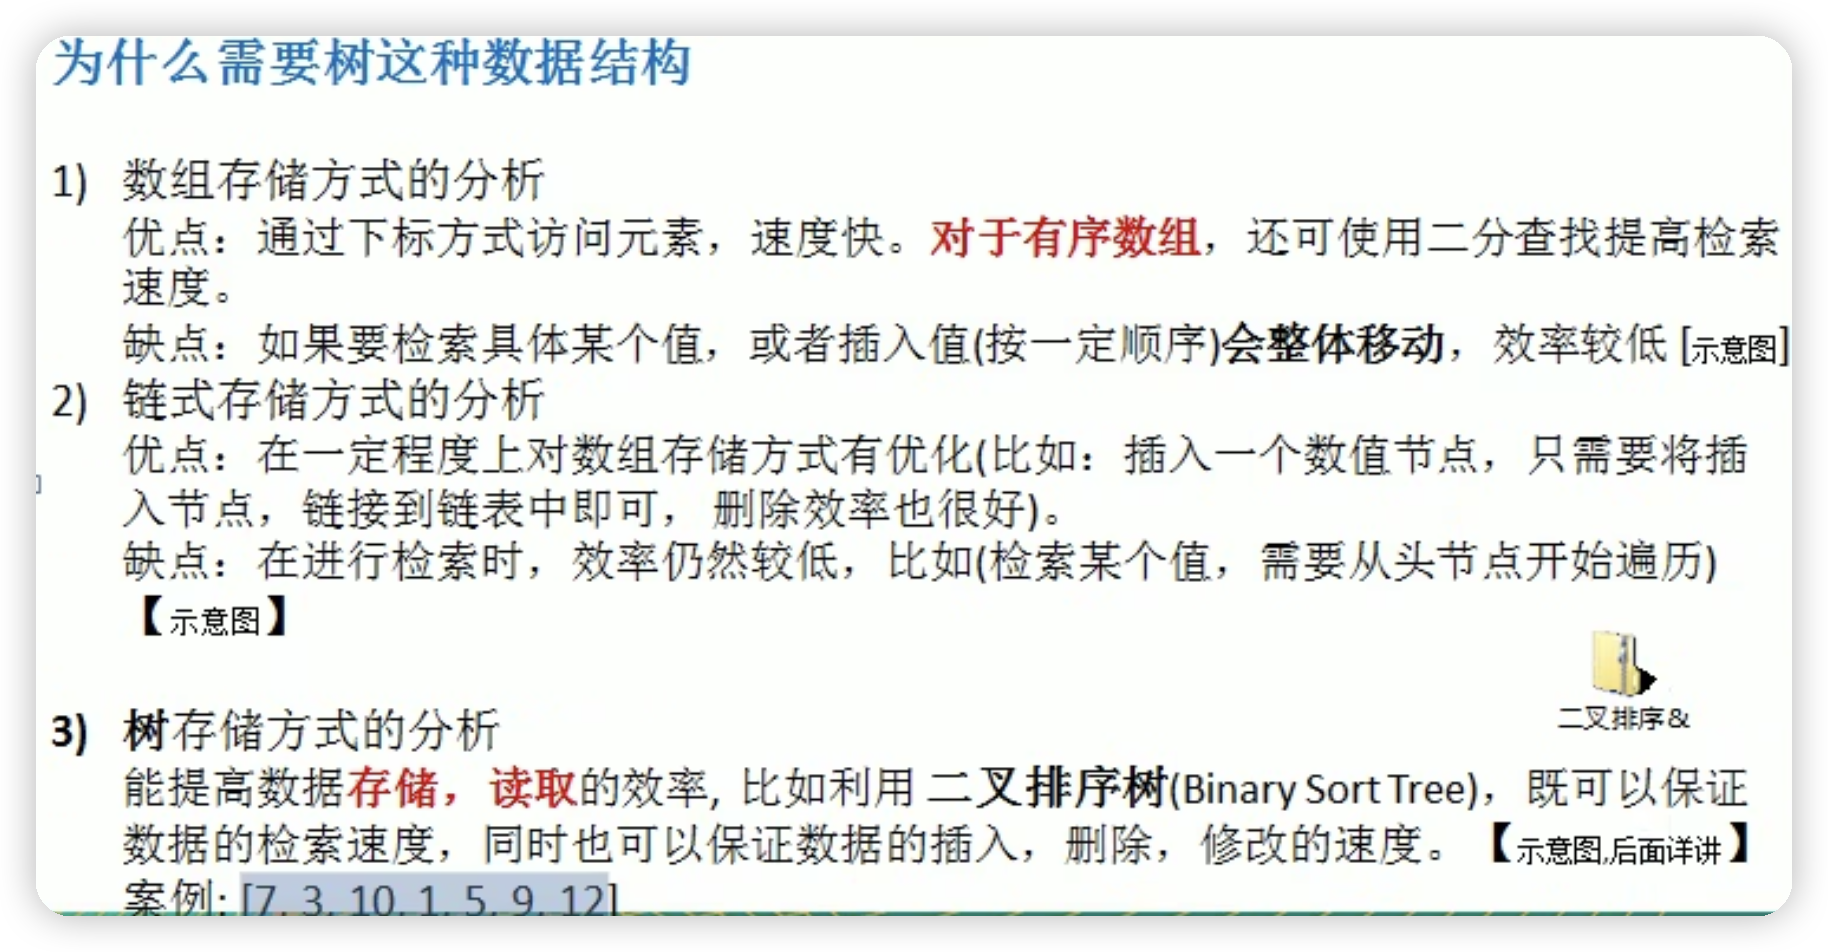 为什么需要树这种数据结构
1) 数组存储方式的分析
优点：通过下标方式访问元素，速度快。对于有序数组，还可使用二分查找提高检索
速度。
缺点：如果要检索具体某个值，或者插入值(按一定顺序)会整体移动，效率较低 [示意图]
2) 链式存储方式的分析
优点：在一定程度上对数组存储方式有优化(比如：插入一个数值节点，只需要将插
入节点，链接到链表中即可， 删除效率也很好)。
缺点：在进行检索时，效率仍然较低，比如(检索某个值，需要从头节点开始遍历)
【示意图】
二叉排序&
3) 树存储方式的分析
能提高数据存储，读取的效率, 比如利用 二叉排序树(Binary Sort Tree)，既可以保证
数据的检索速度，同时也可以保证数据的插入，删除，修改的速度。【示意图,后面详讲】
案例: [7, 3, 10, 1, 5, 9, 12]